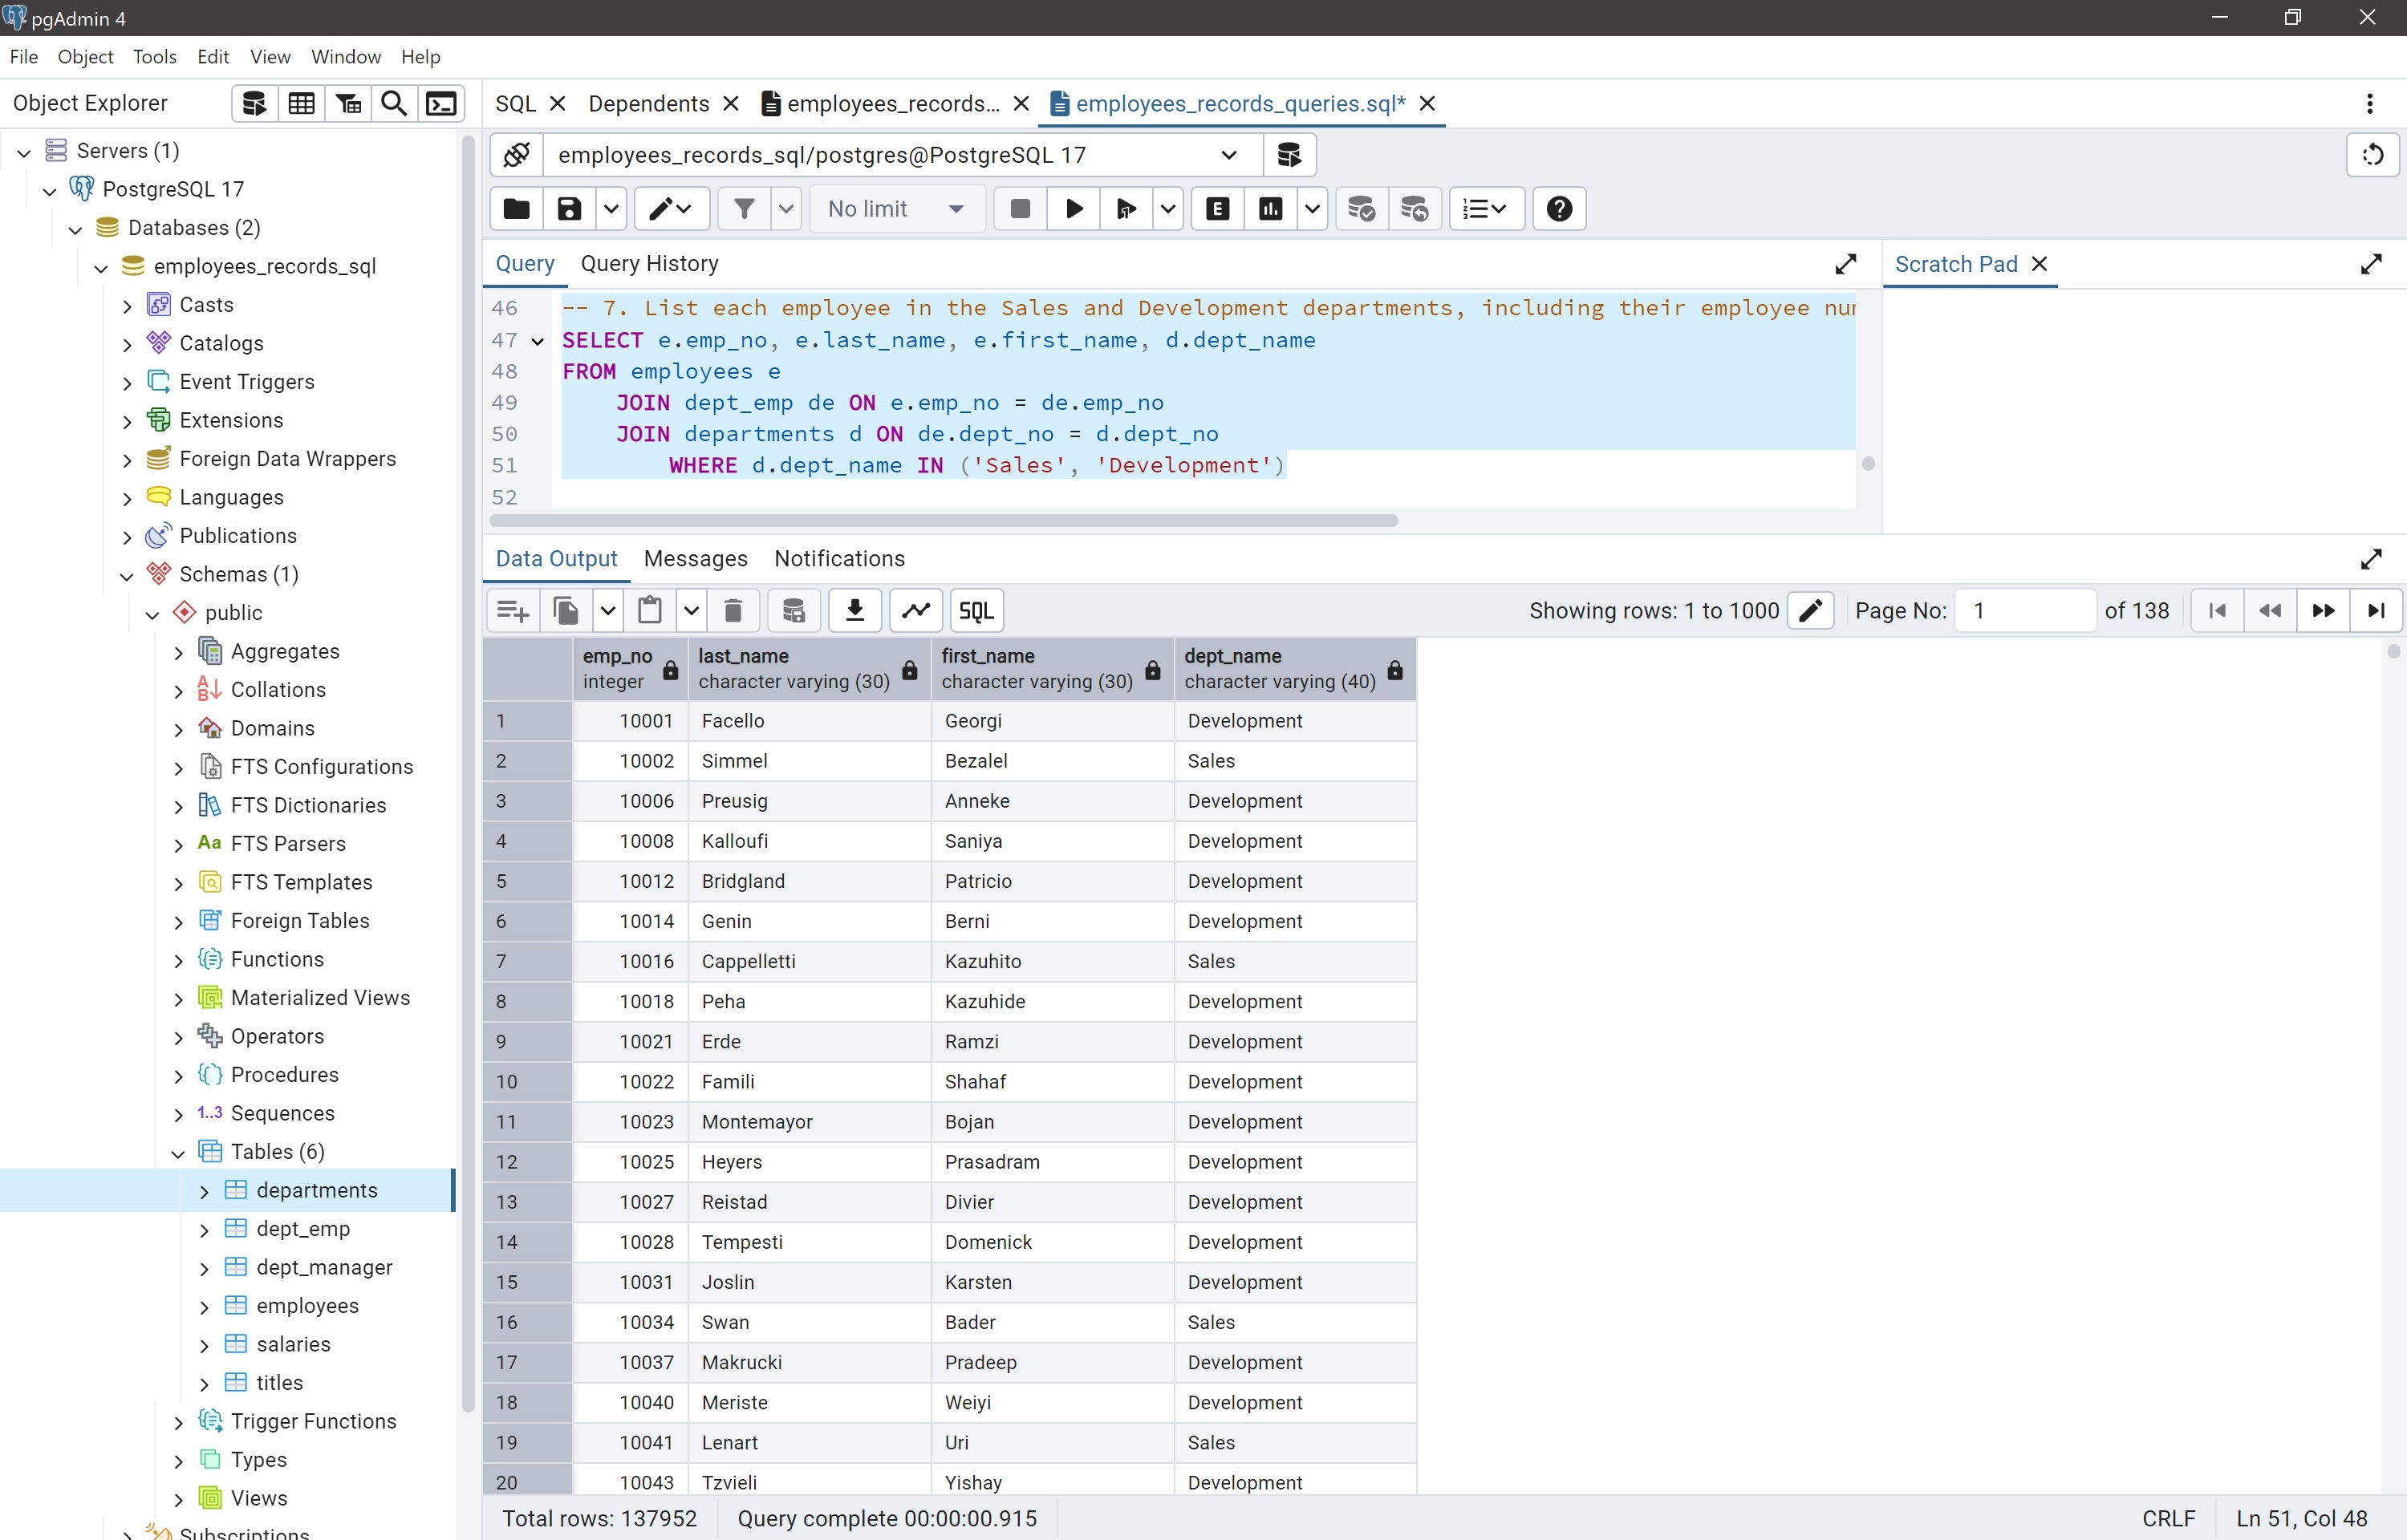 pgAdmin 4
File Object Tools Edit View Window Help
Object Explorer
Servers (1)
PostgreSQL 17
Databases (2)
employees_records_sql
Casts
Catalogs
Event Triggers
Extensions
Foreign Data Wrappers
Languages
Publications
Schemas (1)
public
Aggregates
Collations
Domains
FTS Configurations
FTS Dictionaries
Aa FTS Parsers
FTS Templates
Foreign Tables
Functions
Materialized Views
Operators
Procedures
1..3 Sequences
Tables (6)
departments
dept_emp
dept_manager
employees
salaries
titles
Trigger Functions
Types
Views
Subscriptions
SQL Dependents employees_records... employees_records_queries.sql*
employees_records_sql/postgres@PostgreSQL 17
No limit
E
Query Query History
Scratch Pad
46 -- 7. List each employee in the Sales and Development departments, including their employee
47 SELECT e.emp_no, e.last_name, e.first_name, d.dept_name
48 FROM employees e
49 JOIN dept_emp de ON e.emp_no = de.emp_no
50 JOIN departments d ON de.dept_no = d.dept_no
51 WHERE d.dept_name IN ('Sales', 'Development')
52
Data Output Messages Notifications
SQL
Showing rows: 1 to 1000 Page No: 1 of 138
emp_no last_name first_name dept_name
integer character varying (30) character varying (30) character varying (40)
1 10001 Facello Georgi Development
2 10002 Simmel Bezalel Sales
3 10006 Preusig Anneke Development
4 10008 Kalloufi Saniya Development
5 10012 Bridgland Patricio Development
6 10014 Genin Berni Development
7 10016 Cappelletti Kazuhito Sales
8 10018 Peha Kazuhide Development
9 10021 Erde Ramzi Development
10 10022 Famili Shahaf Development
11 10023 Montemayor Bojan Development
12 10025 Heyers Prasadram Development
13 10027 Reistad Divier Development
14 10028 Tempesti Domenick Development
15 10031 Joslin Karsten Development
16 10034 Swan Bader Sales
17 10037 Makrucki Pradeep Development
18 10040 Meriste Weiyi Development
19 10041 Lenart Uri Sales
20 10043 Tzvieli Yishay Development
Total rows: 137952 Query complete 00:00:00.915 CRLF Ln 51, Col 48